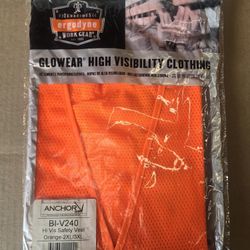 ergodyne
WORK GEAR
GLOWEAR HIGH VISIBILITY CLOTHING
ANCHOR
BI-V240
Hi Vis Safety Vest
Orange-2XL/3XL